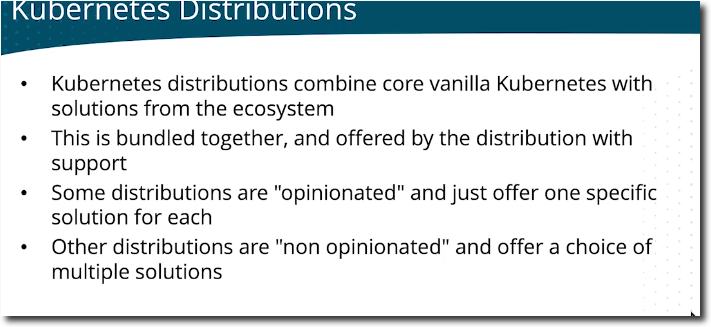 Kubernetes Distributions
• Kubernetes distributions combine core vanilla Kubernetes with
solutions from the ecosystem
• This is bundled together, and offered by the distribution with
support
• Some distributions are "opinionated" and just offer one specific
solution for each
• Other distributions are "non opinionated" and offer a choice of
multiple solutions